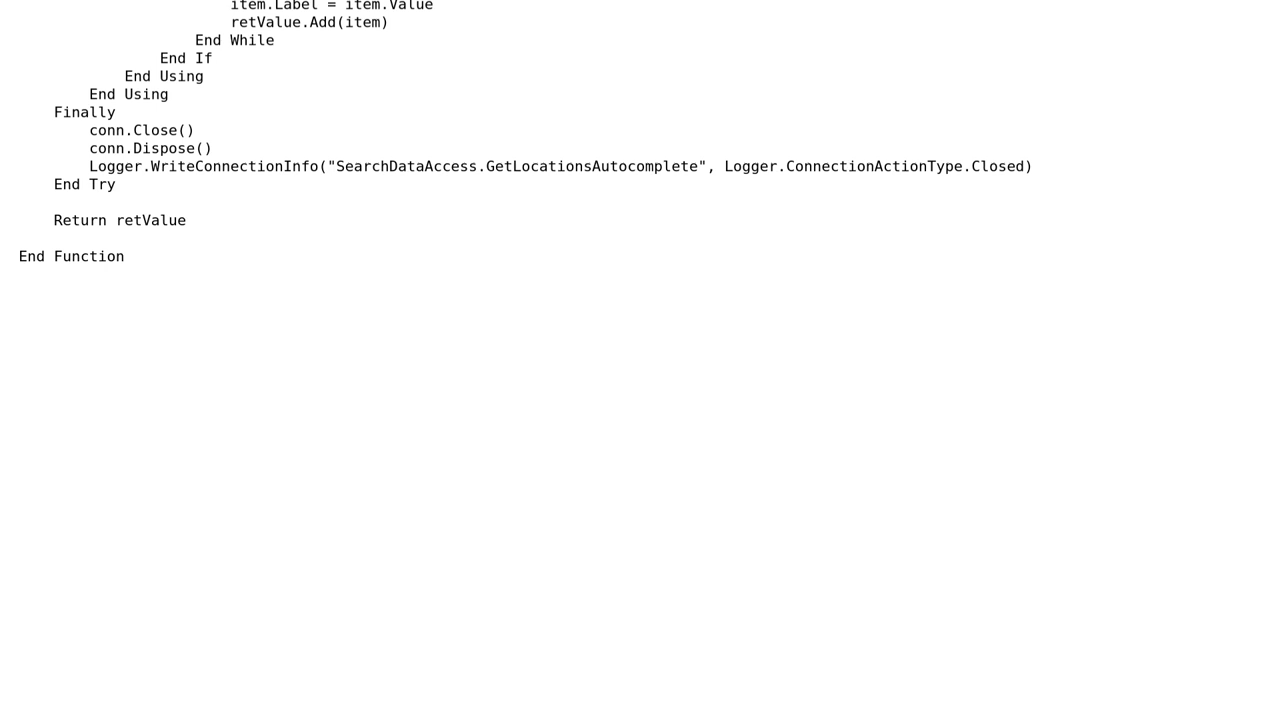 item.Label = item.Value
retValue.Add(item)
End While
End If
End Using
End Using
Finally
conn.Close()
conn.Dispose()
Logger.WriteConnectionInfo("SearchDataAccess.GetLocationsAutocomplete", Logger.ConnectionActionType.Closed)
End Try
Return retValue
End Function